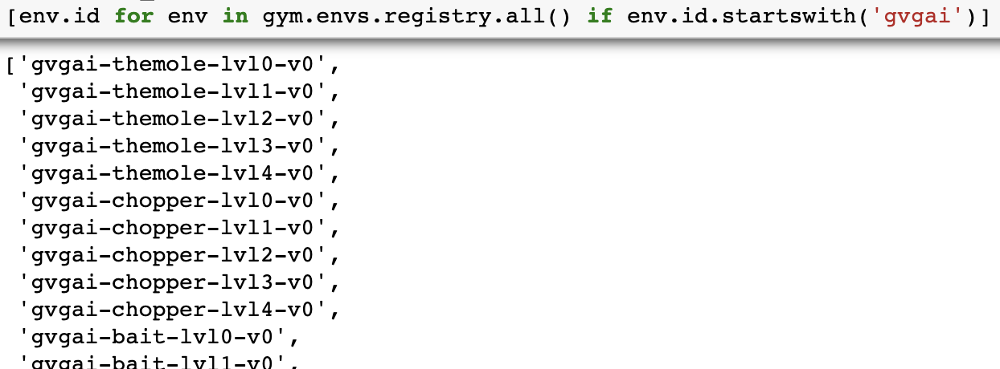 [env.id for env in gym.envs.registry.all() if env.id.startswith('gvgai')]
['gvgai-themole-lvl0-v0',
'gvgai-themole-lvl1-v0',
'gvgai-themole-lvl2-v0',
'gvgai-themole-lvl3-v0',
'gvgai-themole-lvl4-v0',
'gvgai-chopper-lvl0-v0',
'gvgai-chopper-lvl1-v0',
'gvgai-chopper-lvl2-v0',
'gvgai-chopper-lvl3-v0',
'gvgai-chopper-lvl4-v0',
'gvgai-bait-lvl0-v0',
'gvgai-bait-lvl1-v0',